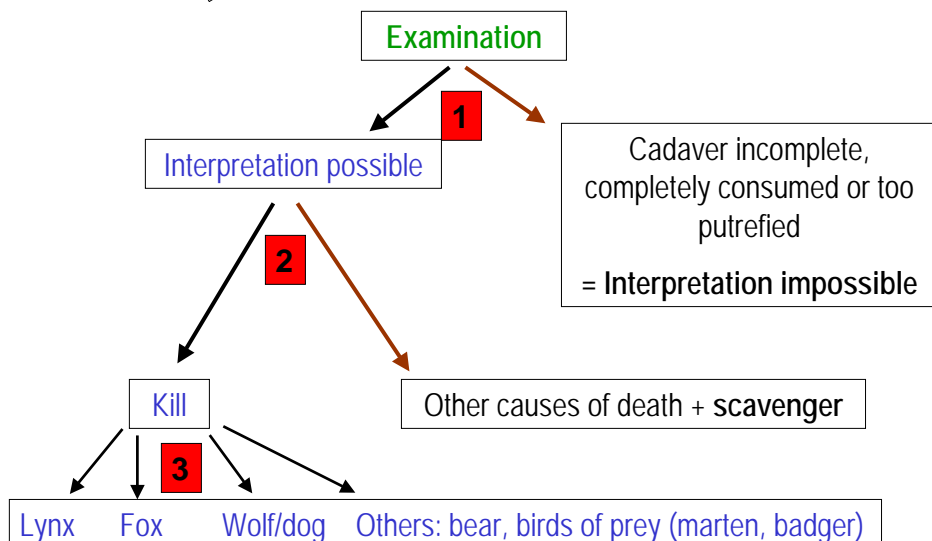 Examination
1
Interpretation possible
Cadaver incomplete,
completely consumed or too
putrefied
= Interpretation impossible
2
Kill
Other causes of death + scavenger
3
Lynx Fox Wolf/dog Others: bear, birds of prey (marten, badger)